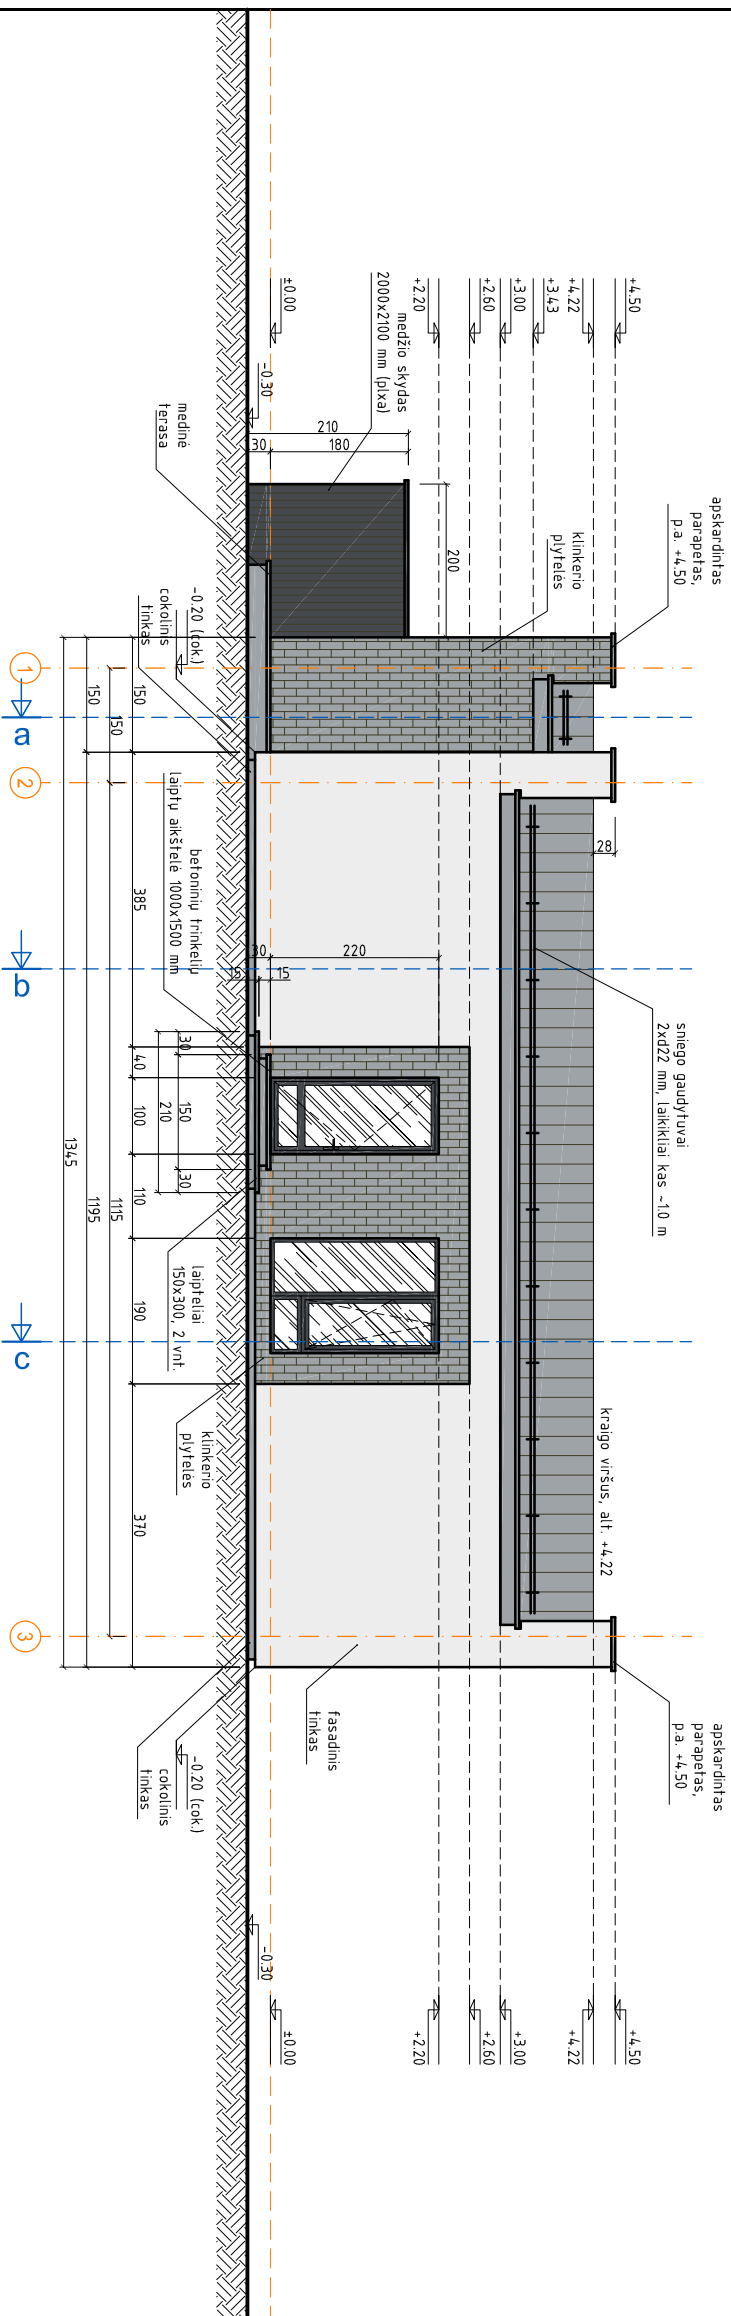 +4.50
+4.22
+3.43
+3.00
+2.60
+2.20
±0.00
-0.30
apskardintas
parapetas,
p.a. +4.50
klinkerio
plytelės
medžio skydas
2000x2100 mm (plxa)
210
180
30
200
medinė
terasa
-0.20 (cok.)
cokolinis
tinkas
28
sniego gaudytuvai
2xd22 mm, laikikliai kas ~1.0 m
kraigo viršus, alt. +4.22
220
30
15
15
betoninių trinkelių
laiptų aikštelė 1000x1500 mm
laipteliai
150x300, 2 vnt.
klinkerio
plytelės
fasadinis
tinkas
apskardintas
parapetas,
p.a. +4.50
-0.20 (cok.)
cokolinis
tinkas
-0.30
+4.50
+4.22
+3.00
+2.60
+2.20
±0.00
30
150
30
210
150
385
40
100
110
190
370
150
1115
150
1195
1345
1
a
2
b
c
3